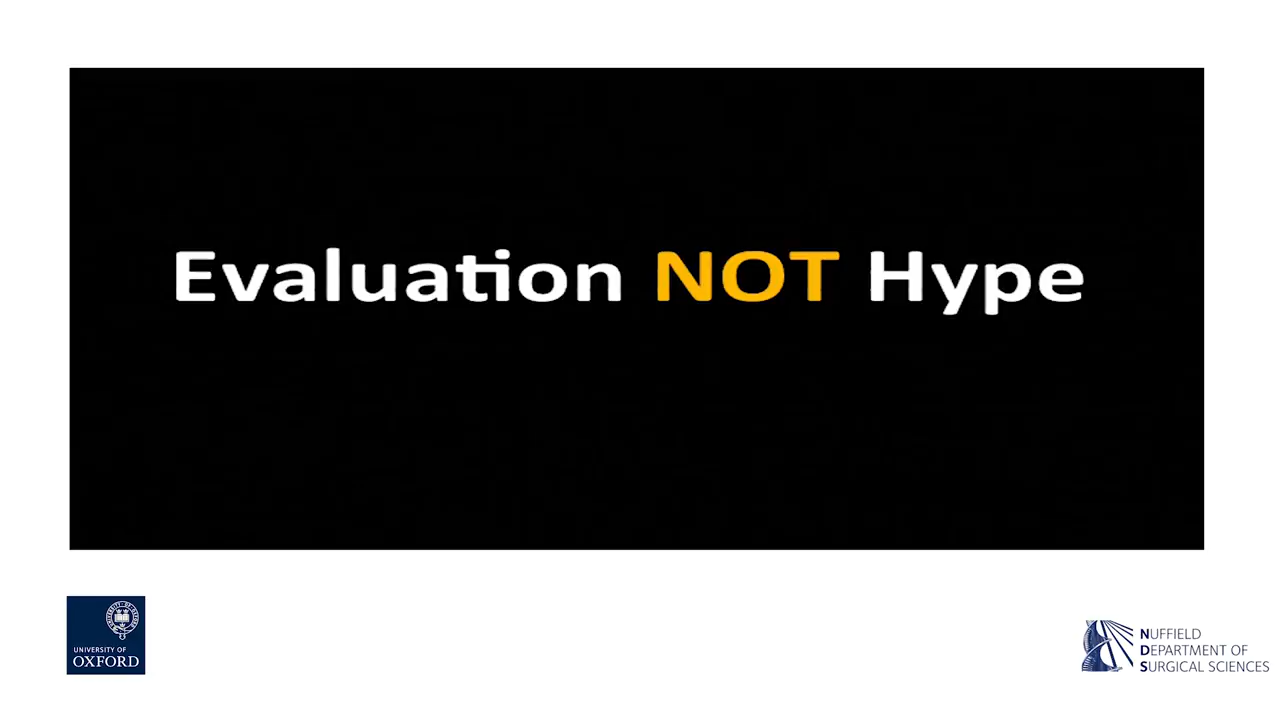 Evaluation NOT Hype
UNIVERSITY OF
OXFORD
NUFFIELD
DEPARTMENT OF
SURGICAL SCIENCES